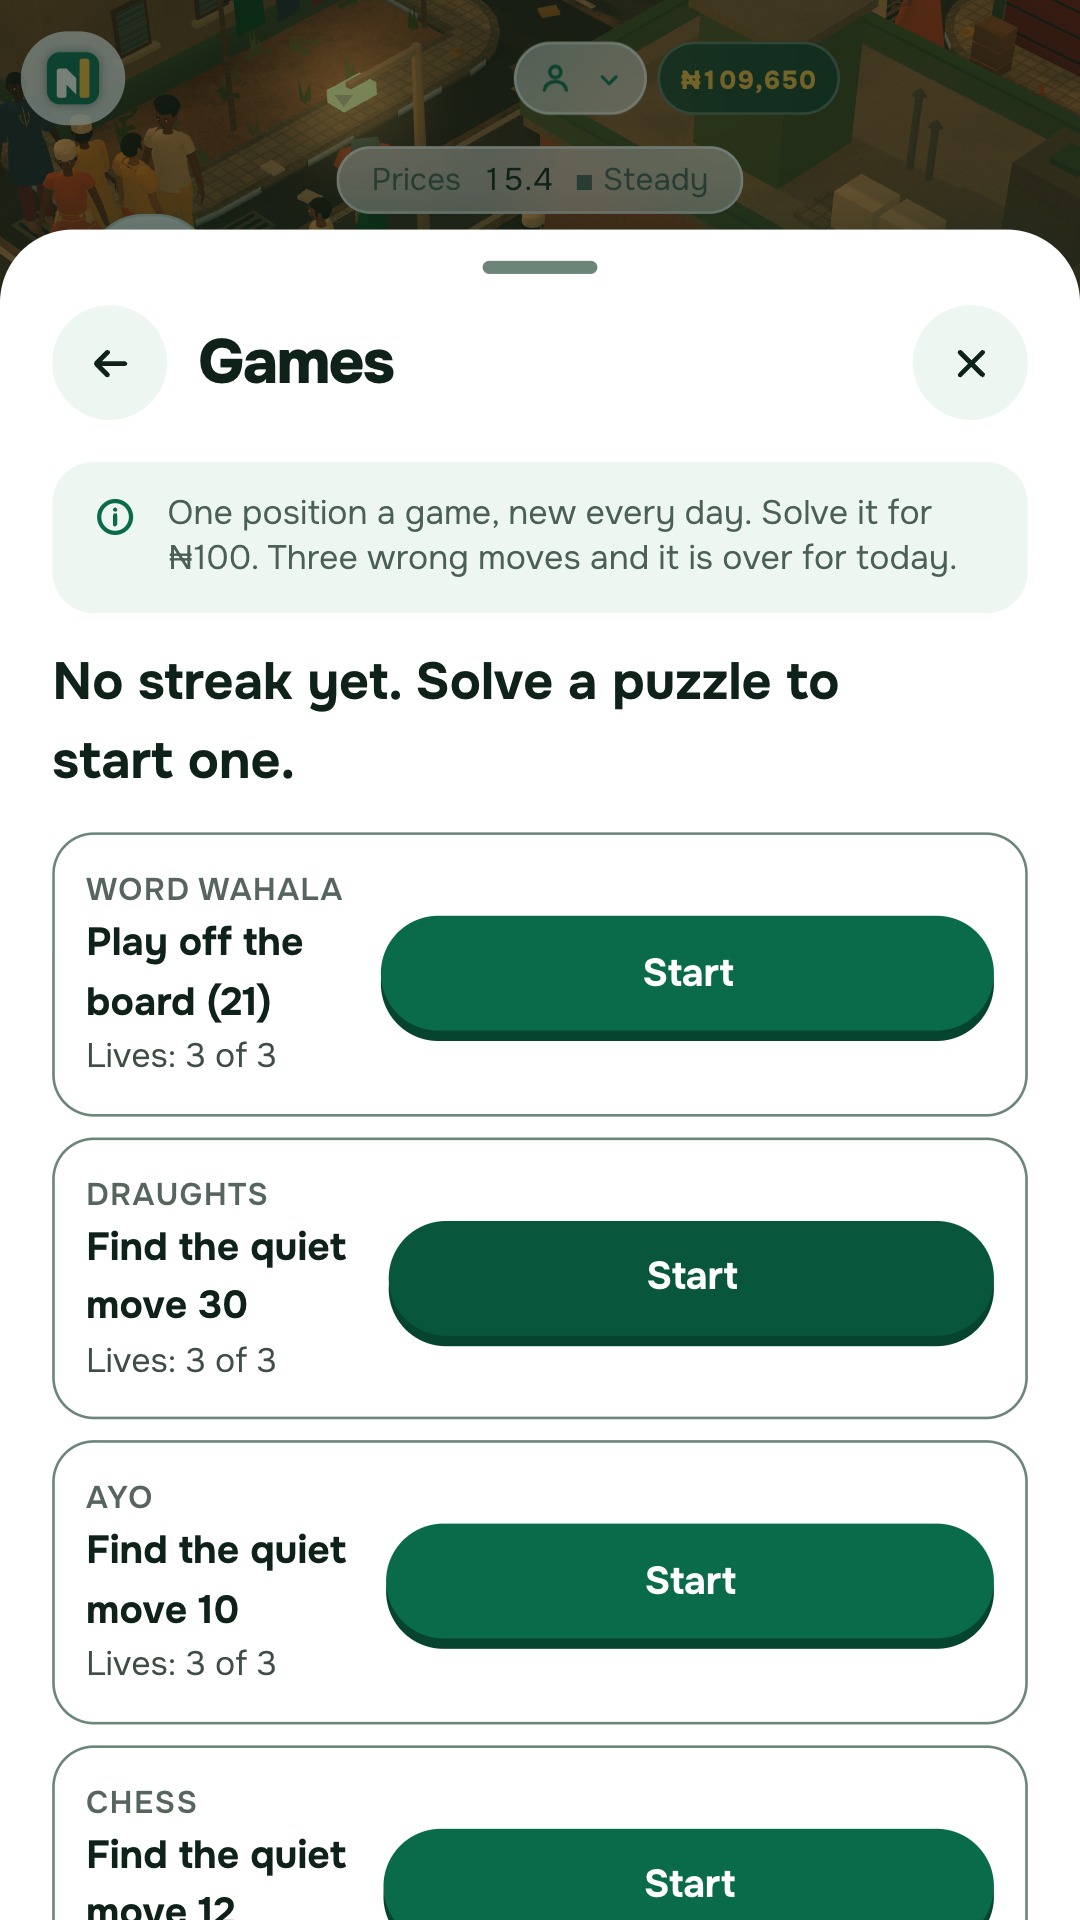 ₦109,650
Prices 15.4 Steady
Games
One position a game, new every day. Solve it for
₦100. Three wrong moves and it is over for today.
No streak yet. Solve a puzzle to
start one.
WORD WAHALA
Play off the
board (21)
Lives: 3 of 3
Start
DRAUGHTS
Find the quiet
move 30
Lives: 3 of 3
Start
AYO
Find the quiet
move 10
Lives: 3 of 3
Start
CHESS
Find the quiet
move 12
Start